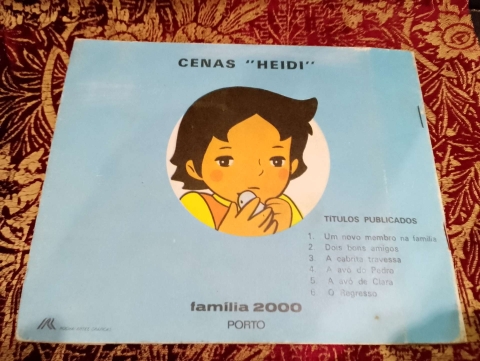 CENAS "HEIDI"
TÍTULOS PUBLICADOS
1. Um novo membro na família
2. Dois bons amigos
3. A cabrita travessa
4. A avó do Pedro
5. A avó de Clara
6. O Regresso
família 2000
PORTO